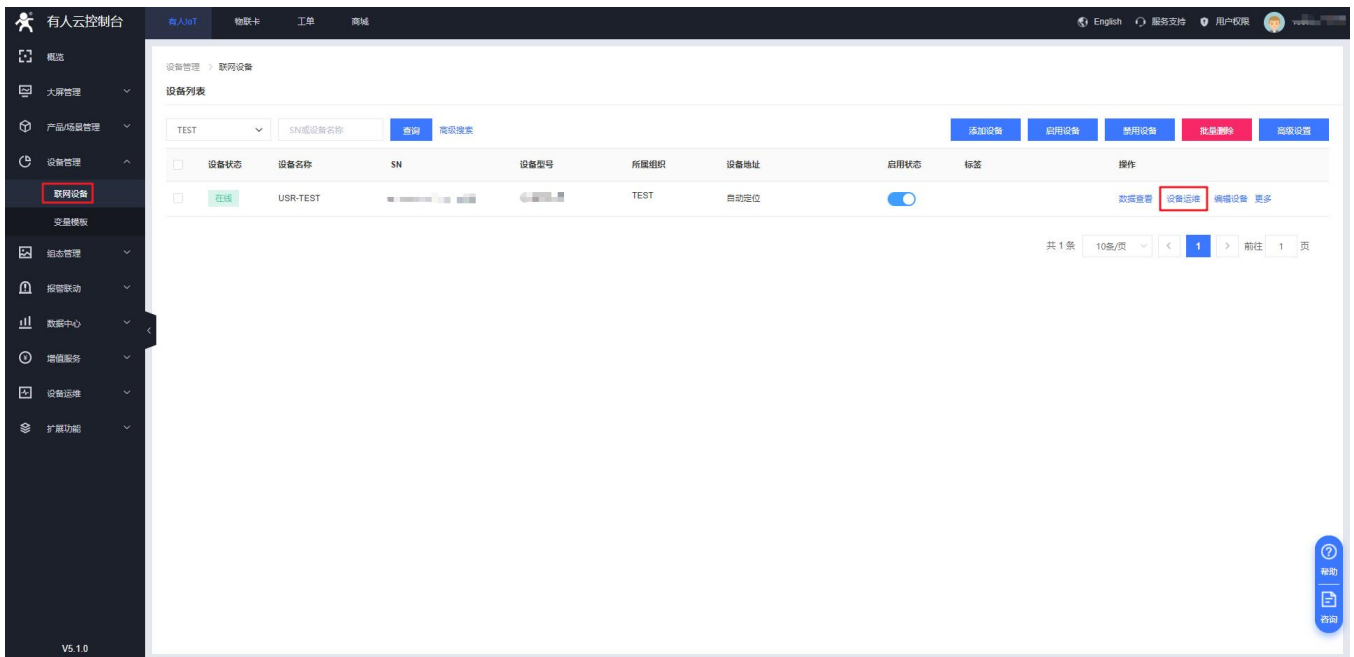 有人云控制台
有人IoT 物联卡 工单 商城 English 服务支持 用户权限
概览
大屏管理
产品/场景管理
设备管理
联网设备
变量模板
组态管理
报警联动
数据中心
增值服务
设备运维
扩展功能
V5.1.0
设备管理 > 联网设备
设备列表
TEST SN或设备名称 查询 高级搜索 添加设备 启用设备 禁用设备 批量删除 高级设置
设备状态 设备名称 SN 设备型号 所属组织 设备地址 启用状态 标签 操作
在线 USR-TEST TEST 自动定位 数据查看 设备运维 编辑设备 更多
共 1 条 10条/页 < 1 > 前往 1 页
帮助
咨询